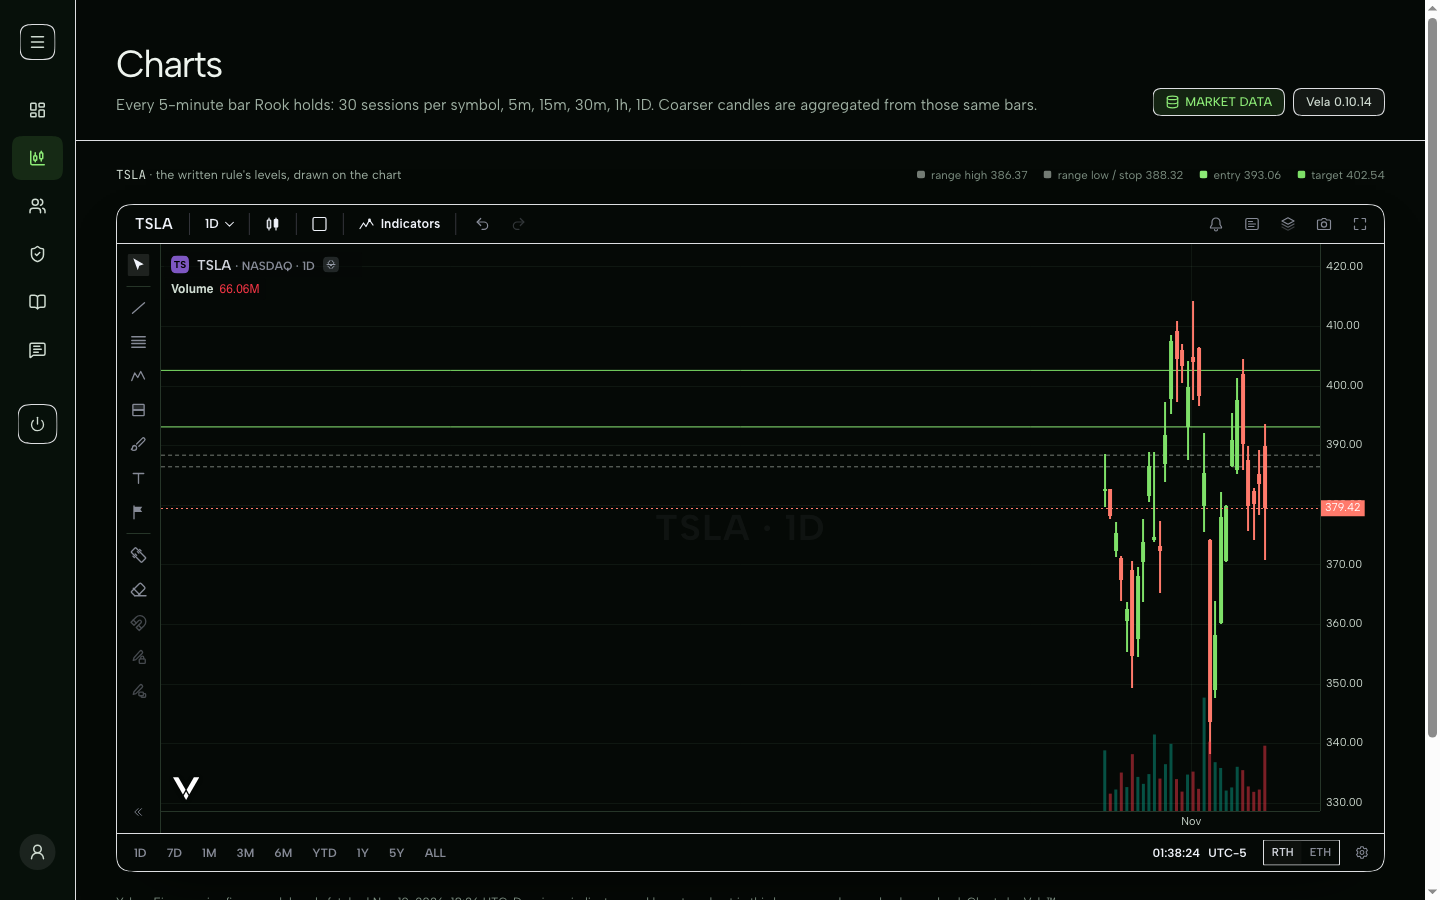 Charts
Every 5-minute bar Rook holds: 30 sessions per symbol, 5m, 15m, 30m, 1h, 1D. Coarser candles are aggregated from those same bars.
MARKET DATA
Vela 0.10.14
TSLA · the written rule's levels, drawn on the chart
range high 386.37
range low / stop 388.32
entry 393.06
target 402.54
TSLA
1D
Indicators
TS
TSLA · NASDAQ · 1D
Volume 66.06M
420.00
410.00
400.00
390.00
379.42
370.00
360.00
350.00
340.00
330.00
TSLA · 1D
Nov
1D
7D
1M
3M
6M
YTD
1Y
5Y
ALL
01:38:24 UTC-5
RTH
ETH